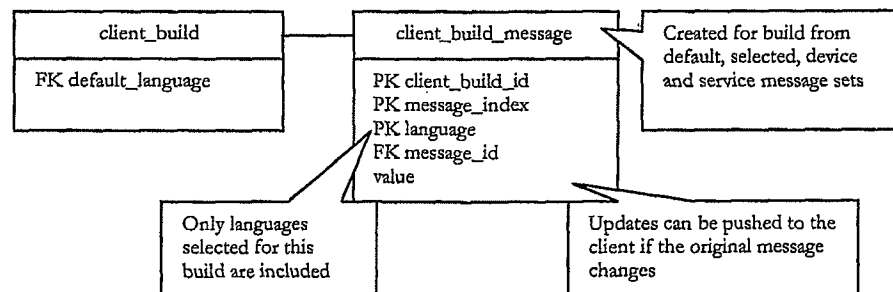 client_build
FK default_language
client_build_message
PK client_build_id
PK message_index
PK language
FK message_id
value
Created for build from
default, selected, device
and service message sets
Only languages
selected for this
build are included
Updates can be pushed to the
client if the original message
changes